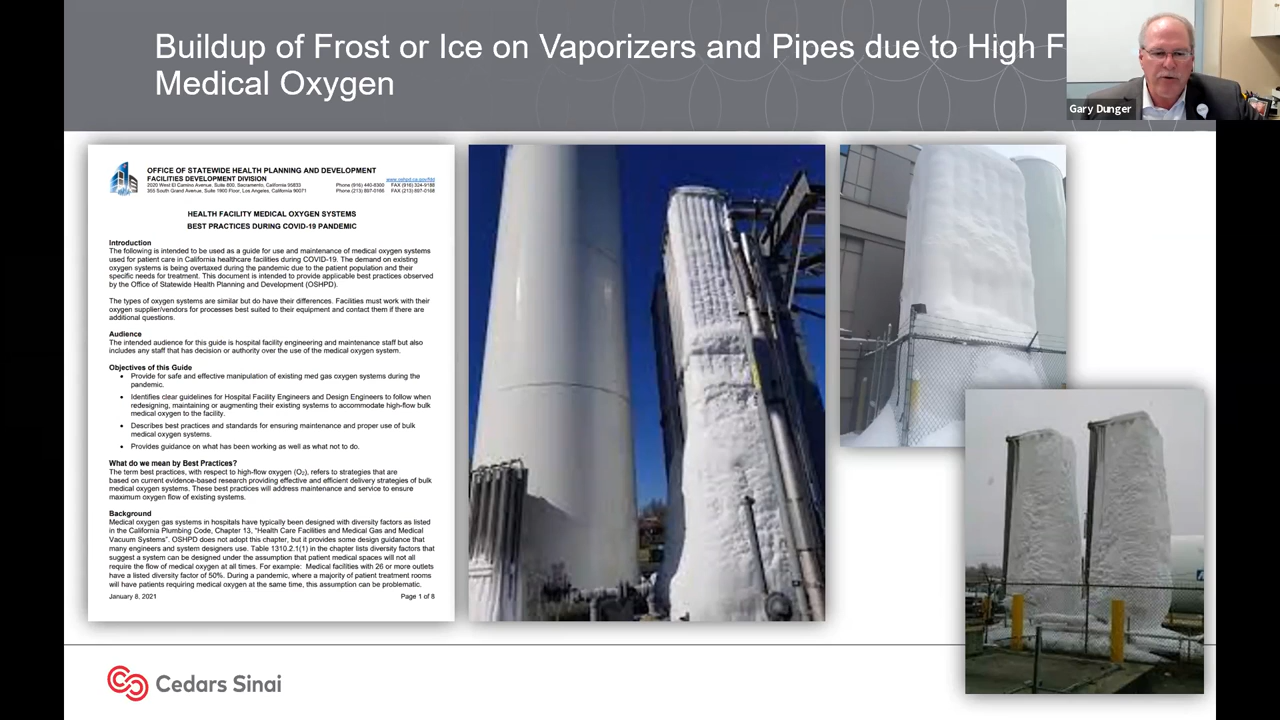 Buildup of Frost or Ice on Vaporizers and Pipes due to High F
Medical Oxygen
Gary Dunger
OFFICE OF STATEWIDE HEALTH PLANNING AND DEVELOPMENT
FACILITIES DEVELOPMENT DIVISION
www.oshpd.ca.gov/fdd
2020 West El Camino Avenue, Suite 800, Sacramento, California 95833 Phone (916) 440-8300 FAX (916) 324-9188
355 South Grand Avenue, Suite 1900 Floor, Los Angeles, California 90071 Phone (213) 897-0166 FAX (213) 897-0168
HEALTH FACILITY MEDICAL OXYGEN SYSTEMS
BEST PRACTICES DURING COVID-19 PANDEMIC
Introduction
The following is intended to be used as a guide for use and maintenance of medical oxygen systems
used for patient care in California healthcare facilities during COVID-19. The demand on existing
oxygen systems is being overtaxed during the pandemic due to the patient population and their
specific needs for treatment. This document is intended to provide applicable best practices observed
by the Office of Statewide Health Planning and Development (OSHPD).
The types of oxygen systems are similar but do have their differences. Facilities must work with their
oxygen supplier/vendors for processes best suited to their equipment and contact them if there are
additional questions.
Audience
The intended audience for this guide is hospital facility engineering and maintenance staff but also
includes any staff that has decision or authority over the use of the medical oxygen system.
Objectives of this Guide
• Provide for safe and effective manipulation of existing med gas oxygen systems during the
pandemic.
• Identifies clear guidelines for Hospital Facility Engineers and Design Engineers to follow when
redesigning, maintaining or augmenting their existing systems to accommodate high-flow bulk
medical oxygen to the facility.
• Describes best practices and standards for ensuring maintenance and proper use of bulk
medical oxygen systems.
• Provides guidance on what has been working as well as what not to do.
What do we mean by Best Practices?
The term best practices, with respect to high-flow oxygen (O₂), refers to strategies that are
based on current evidence-based research providing effective and efficient delivery strategies of bulk
medical oxygen systems. These best practices will address maintenance and service to ensure
maximum oxygen flow of existing systems.
Background
Medical oxygen gas systems in hospitals have typically been designed with diversity factors as listed
in the California Plumbing Code, Chapter 13, "Health Care Facilities and Medical Gas and Medical
Vacuum Systems". OSHPD does not adopt this chapter, but it provides some design guidance that
many engineers and system designers use. Table 1310.2.1(1) in the chapter lists diversity factors that
suggest a system can be designed under the assumption that patient medical spaces will not all
require the flow of medical oxygen at all times. For example: Medical facilities with 26 or more outlets
have a listed diversity factor of 50%. During a pandemic, where a majority of patient treatment rooms
will have patients requiring medical oxygen at the same time, this assumption can be problematic.
January 8, 2021 Page 1 of 8
Cedars Sinai